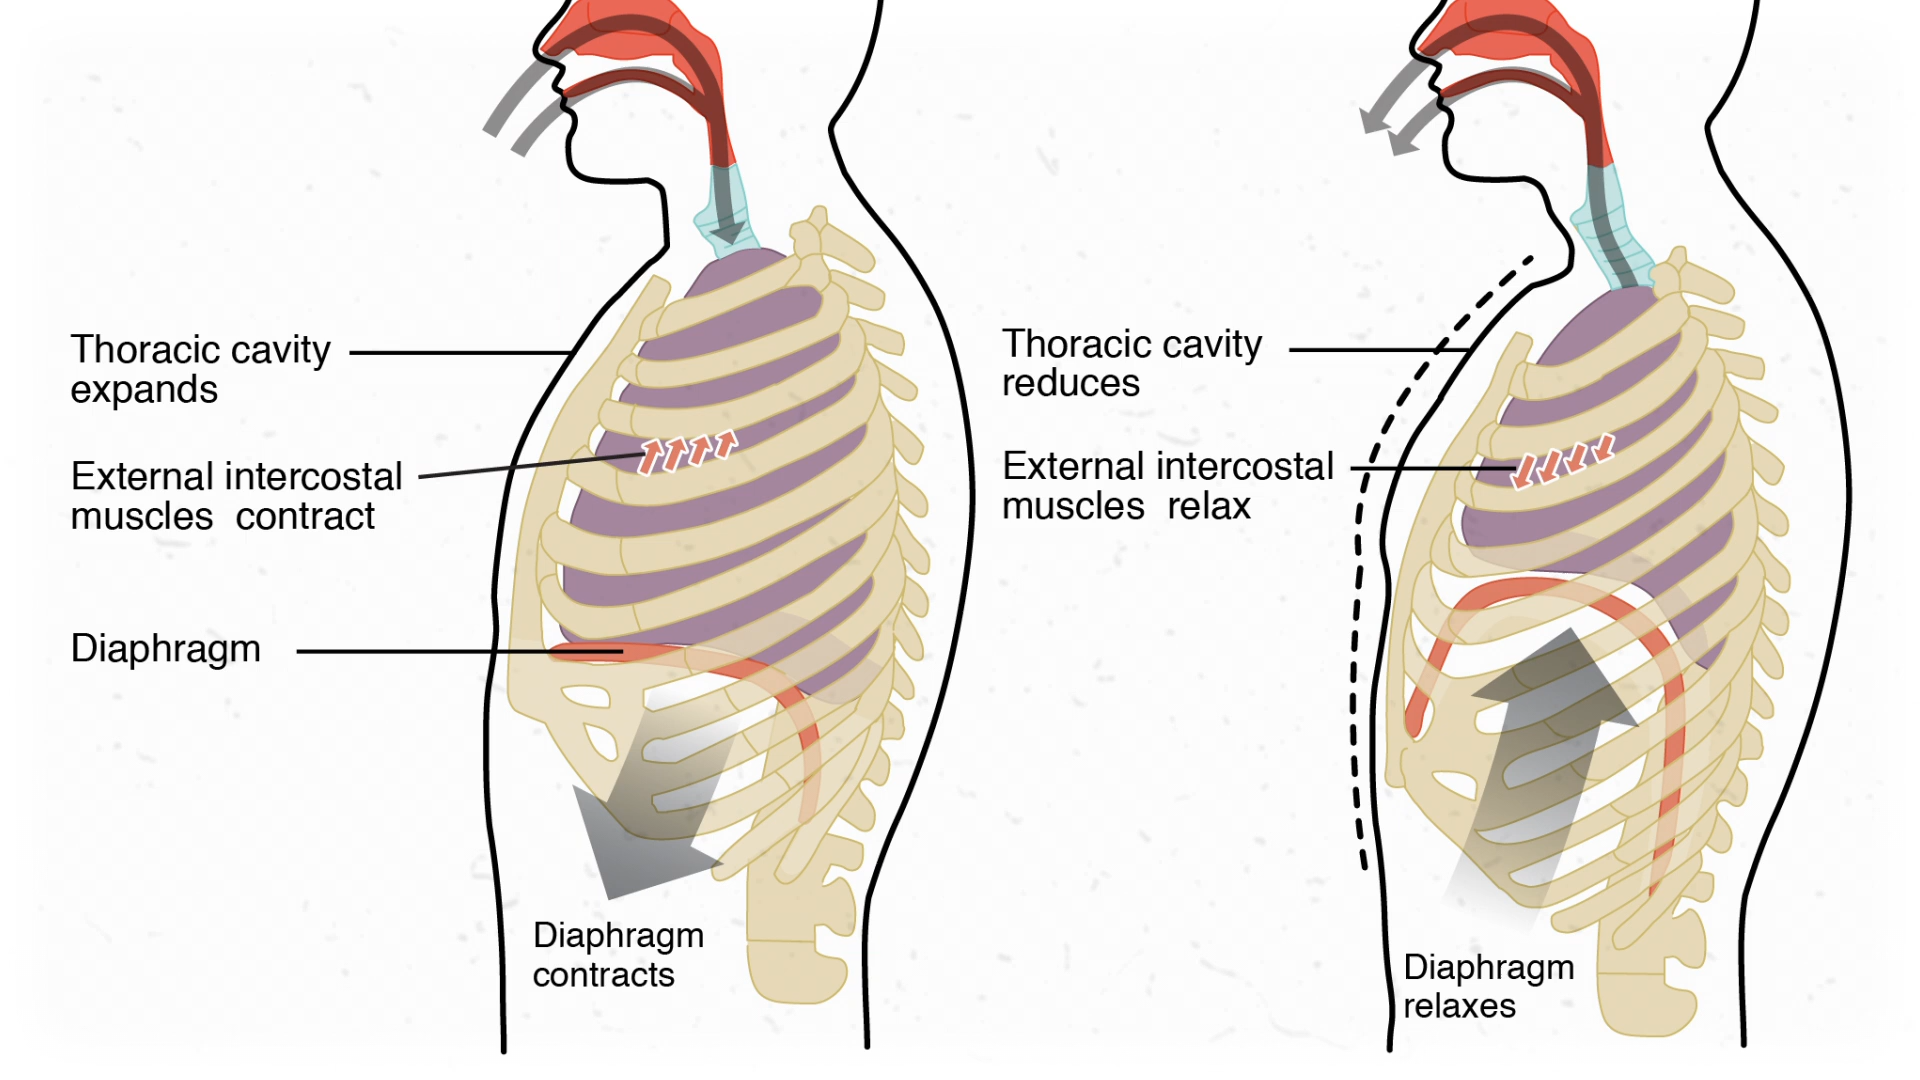 Thoracic cavity
expands
External intercostal
muscles contract
Diaphragm
Diaphragm
contracts
Thoracic cavity
reduces
External intercostal
muscles relax
Diaphragm
relaxes